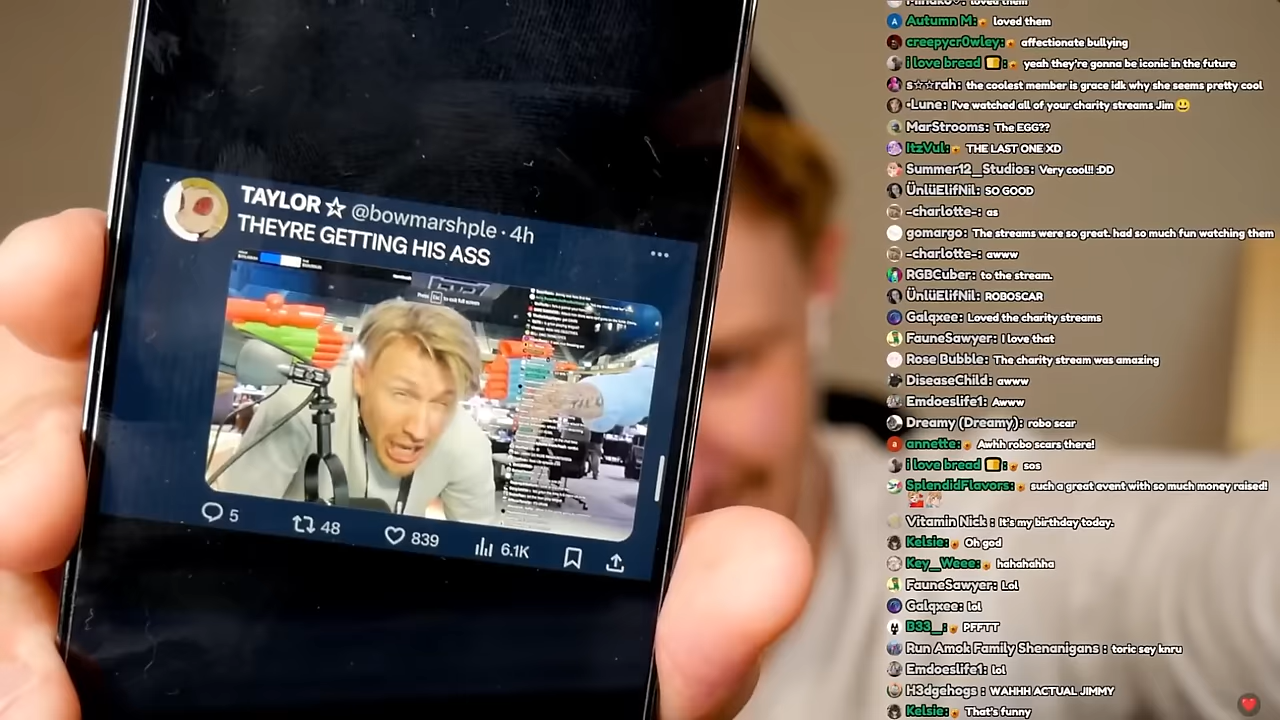 TAYLOR ☆ @bowmarshple · 4h
THEYRE GETTING HIS ASS
Press Esc to exit full screen
5 48 839 6.1K
loved them
Autumn M: loved them
creepycr0wley: affectionate bullying
i love bread 🍞: yeah they're gonna be iconic in the future
s☆☆rah: the coolest member is grace idk why she seems pretty cool
•Lune: I've watched all of your charity streams Jim 😃
MarStrooms: The EGG??
ItzVul: THE LAST ONE XD
Summer12_Studios: Very cool!! :DD
ÜnlüElifNil: SO GOOD
-charlotte-: as
gomargo: The streams were so great. had so much fun watching them
-charlotte-: awww
RGBCuber: to the stream.
ÜnlüElifNil: ROBOSCAR
Galqxee: Loved the charity streams
FauneSawyer: I love that
Rose Bubble: The charity stream was amazing
DiseaseChild: awww
Emdoeslife1: Awww
Dreamy (Dreamy): robo scar
annette: Awhh robo scars there!
i love bread 🍞: sos
SplendidFlavors: such a great event with so much money raised!
Vitamin Nick : It's my birthday today.
Kelsie: Oh god
Key_Weee: hahahahha
FauneSawyer: Lol
Galqxee: lol
B33_: PFFTT
Run Amok Family Shenanigans : toric sey knru
Emdoeslife1: lol
H3dgehogs : WAHHH ACTUAL JIMMY
Kelsie: That's funny